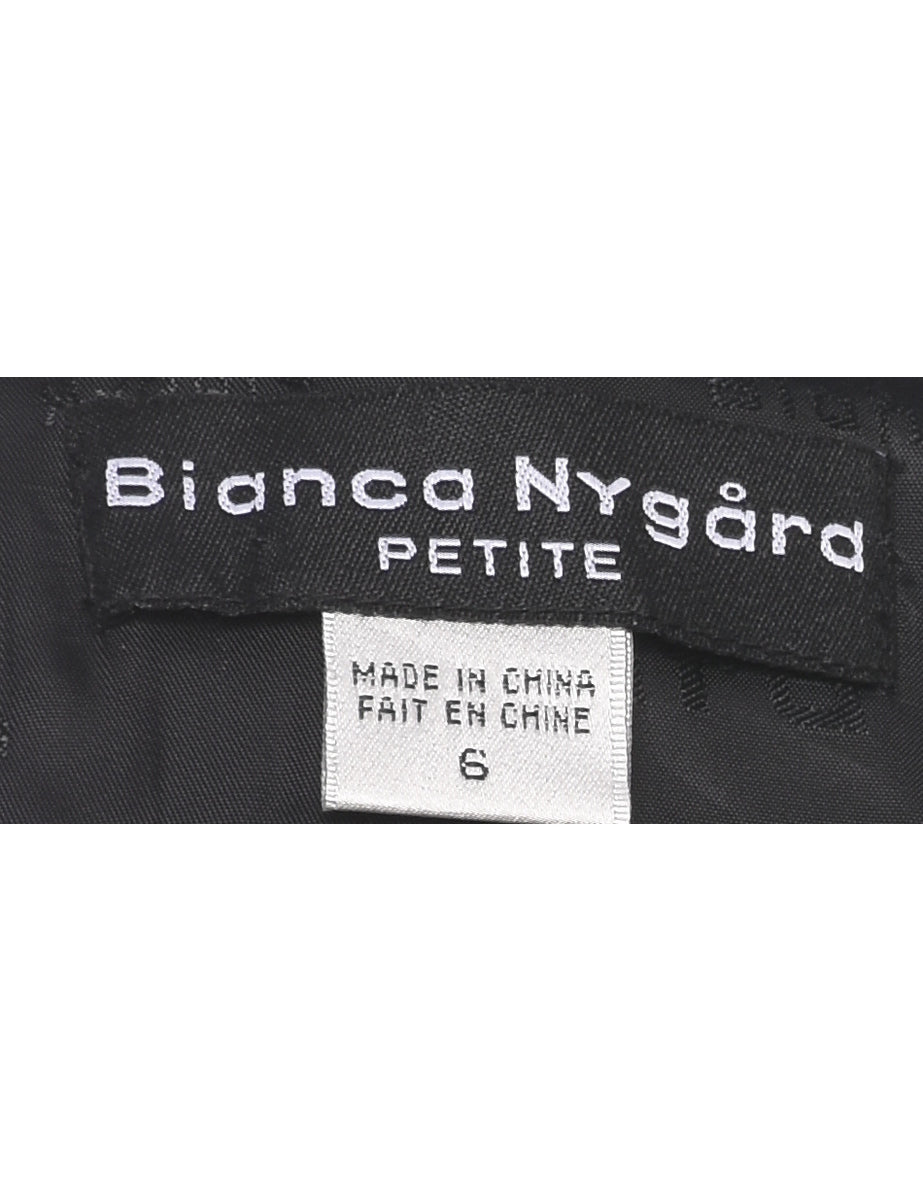 Bianca Nygård
PETITE
MADE IN CHINA
FAIT EN CHINE
6